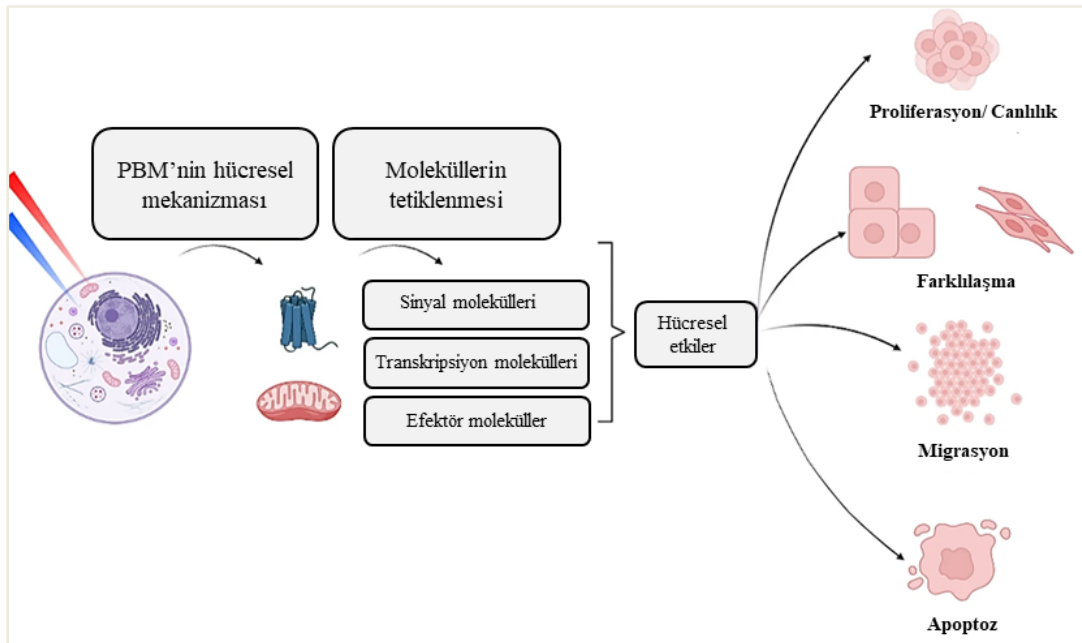 PBM’nin hücresel
mekanizması
Moleküllerin
tetiklenmesi
Sinyal molekülleri
Transkripsiyon molekülleri
Efektör moleküller
Hücresel
etkiler
Proliferasyon/ Canlılık
Farklılaşma
Migrasyon
Apoptoz